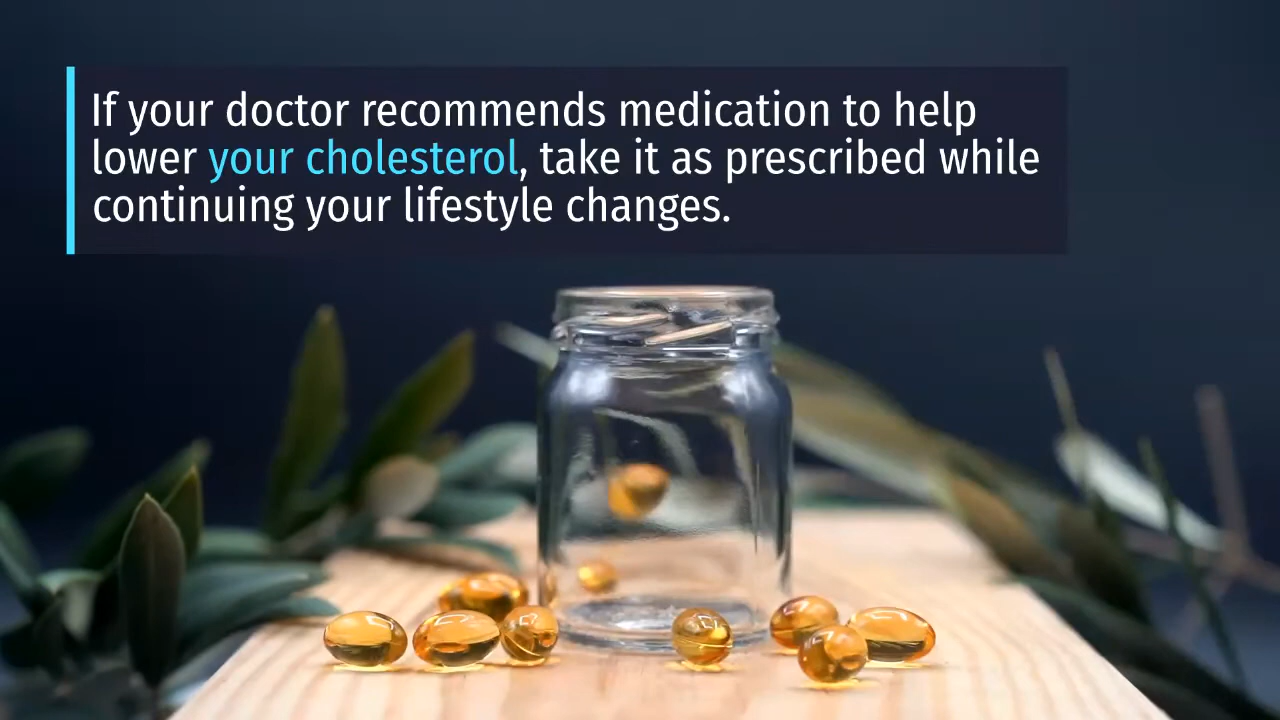 If your doctor recommends medication to help
lower your cholesterol, take it as prescribed while
continuing your lifestyle changes.